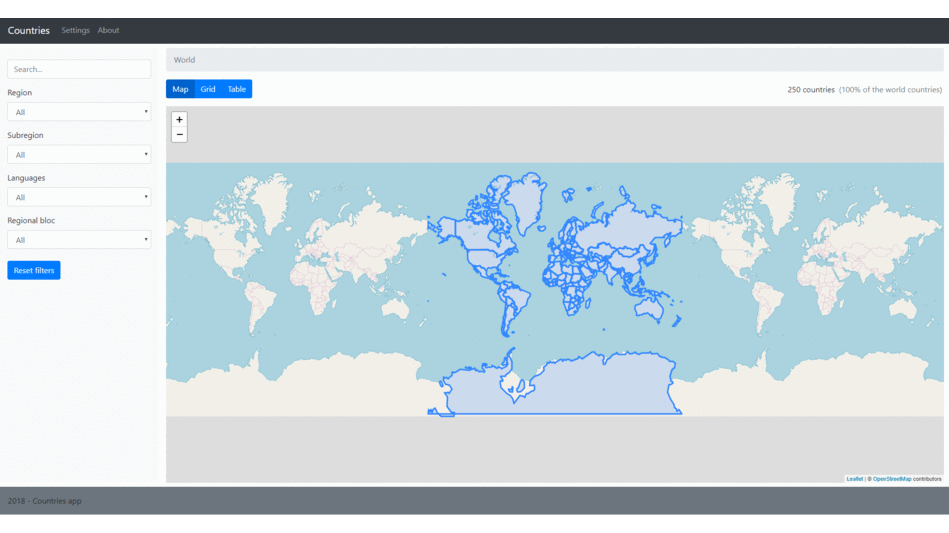 Countries Settings About
Search...
Region
All
Subregion
All
Languages
All
Regional bloc
All
Reset filters
World
Map Grid Table
250 countries (100% of the world countries)
+
−
Leaflet | © OpenStreetMap contributors
2018 - Countries app